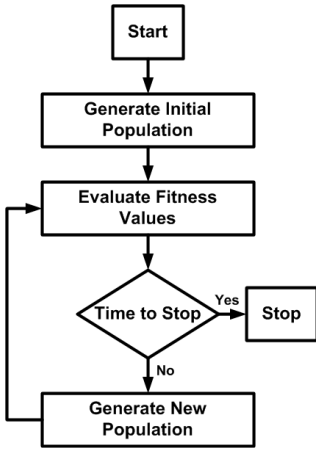 Start
Generate Initial
Population
Evaluate Fitness
Values
Time to Stop
Yes
Stop
No
Generate New
Population